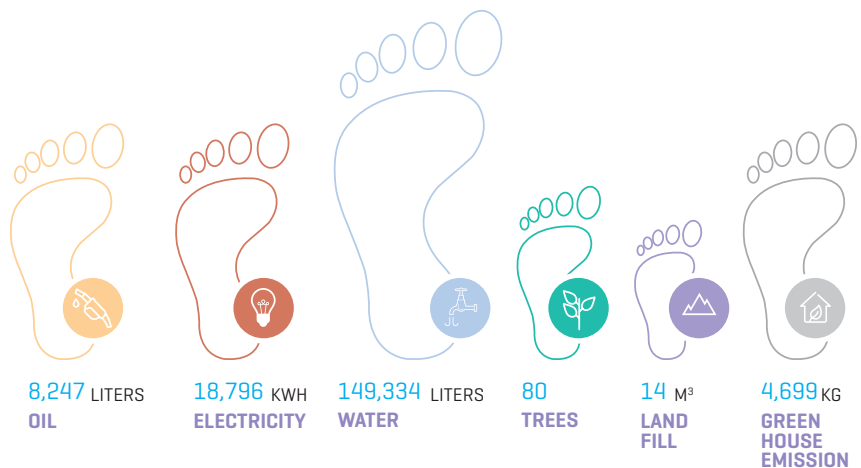 8,247 LITERS
OIL
18,796 KWH
ELECTRICITY
149,334 LITERS
WATER
80
TREES
14 M³
LAND
FILL
4,699 KG
GREEN
HOUSE
EMISSION